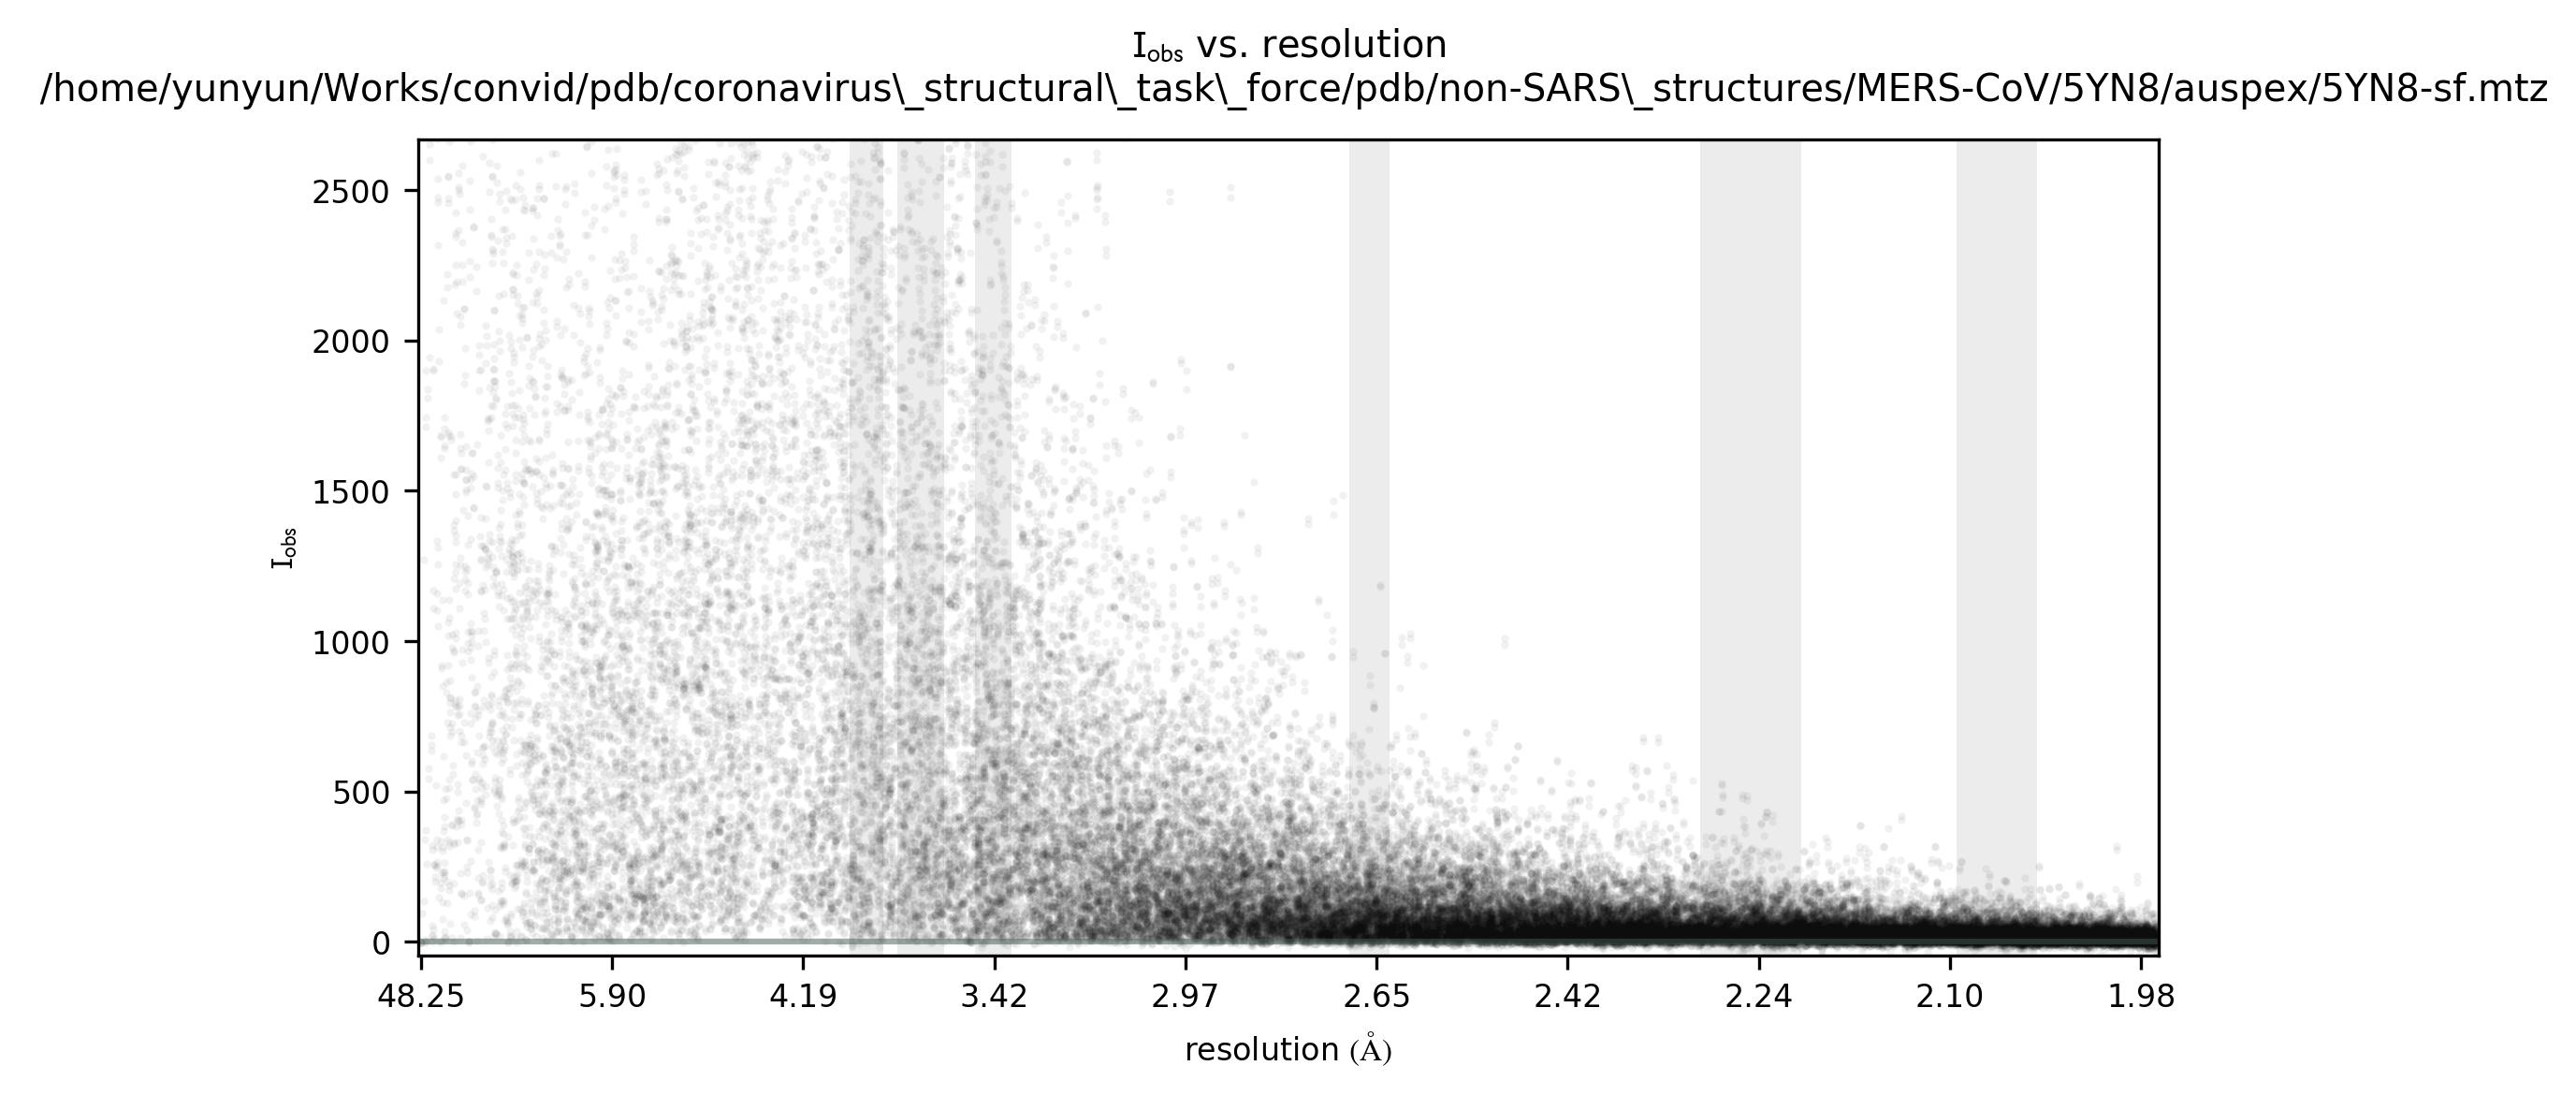 I_obs vs. resolution
/home/yunyun/Works/convid/pdb/coronavirus\_structural\_task\_force/pdb/non-SARS\_structures/MERS-CoV/5YN8/auspex/5YN8-sf.mtz
2500
2000
1500
1000
500
0
I_obs
48.25 5.90 4.19 3.42 2.97 2.65 2.42 2.24 2.10 1.98
resolution (Å)